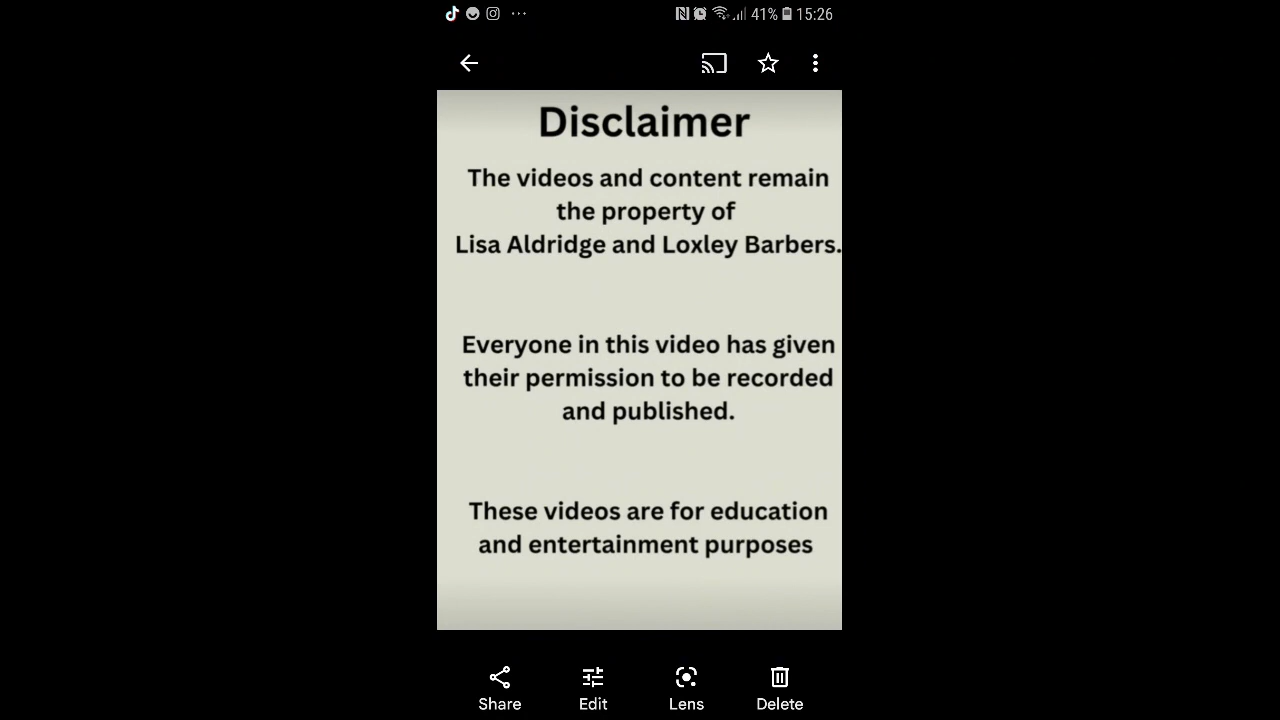 41% 15:26
Disclaimer
The videos and content remain
the property of
Lisa Aldridge and Loxley Barbers.
Everyone in this video has given
their permission to be recorded
and published.
These videos are for education
and entertainment purposes
Share Edit Lens Delete